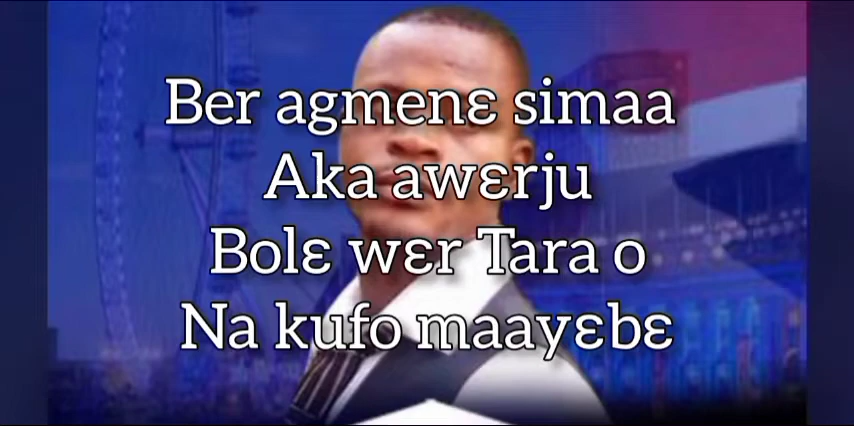 Ber agmenɛ simaa
Aka awɛrju
Bolɛ wɛr Tara o
Na kufo maayɛbɛ